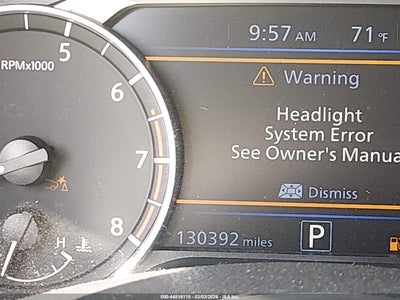 9:57 AM 71°F
5
RPMx1000
6
Warning
Headlight
System Error
7
See Owner's Manua
Dismiss
8
H
130392 miles P